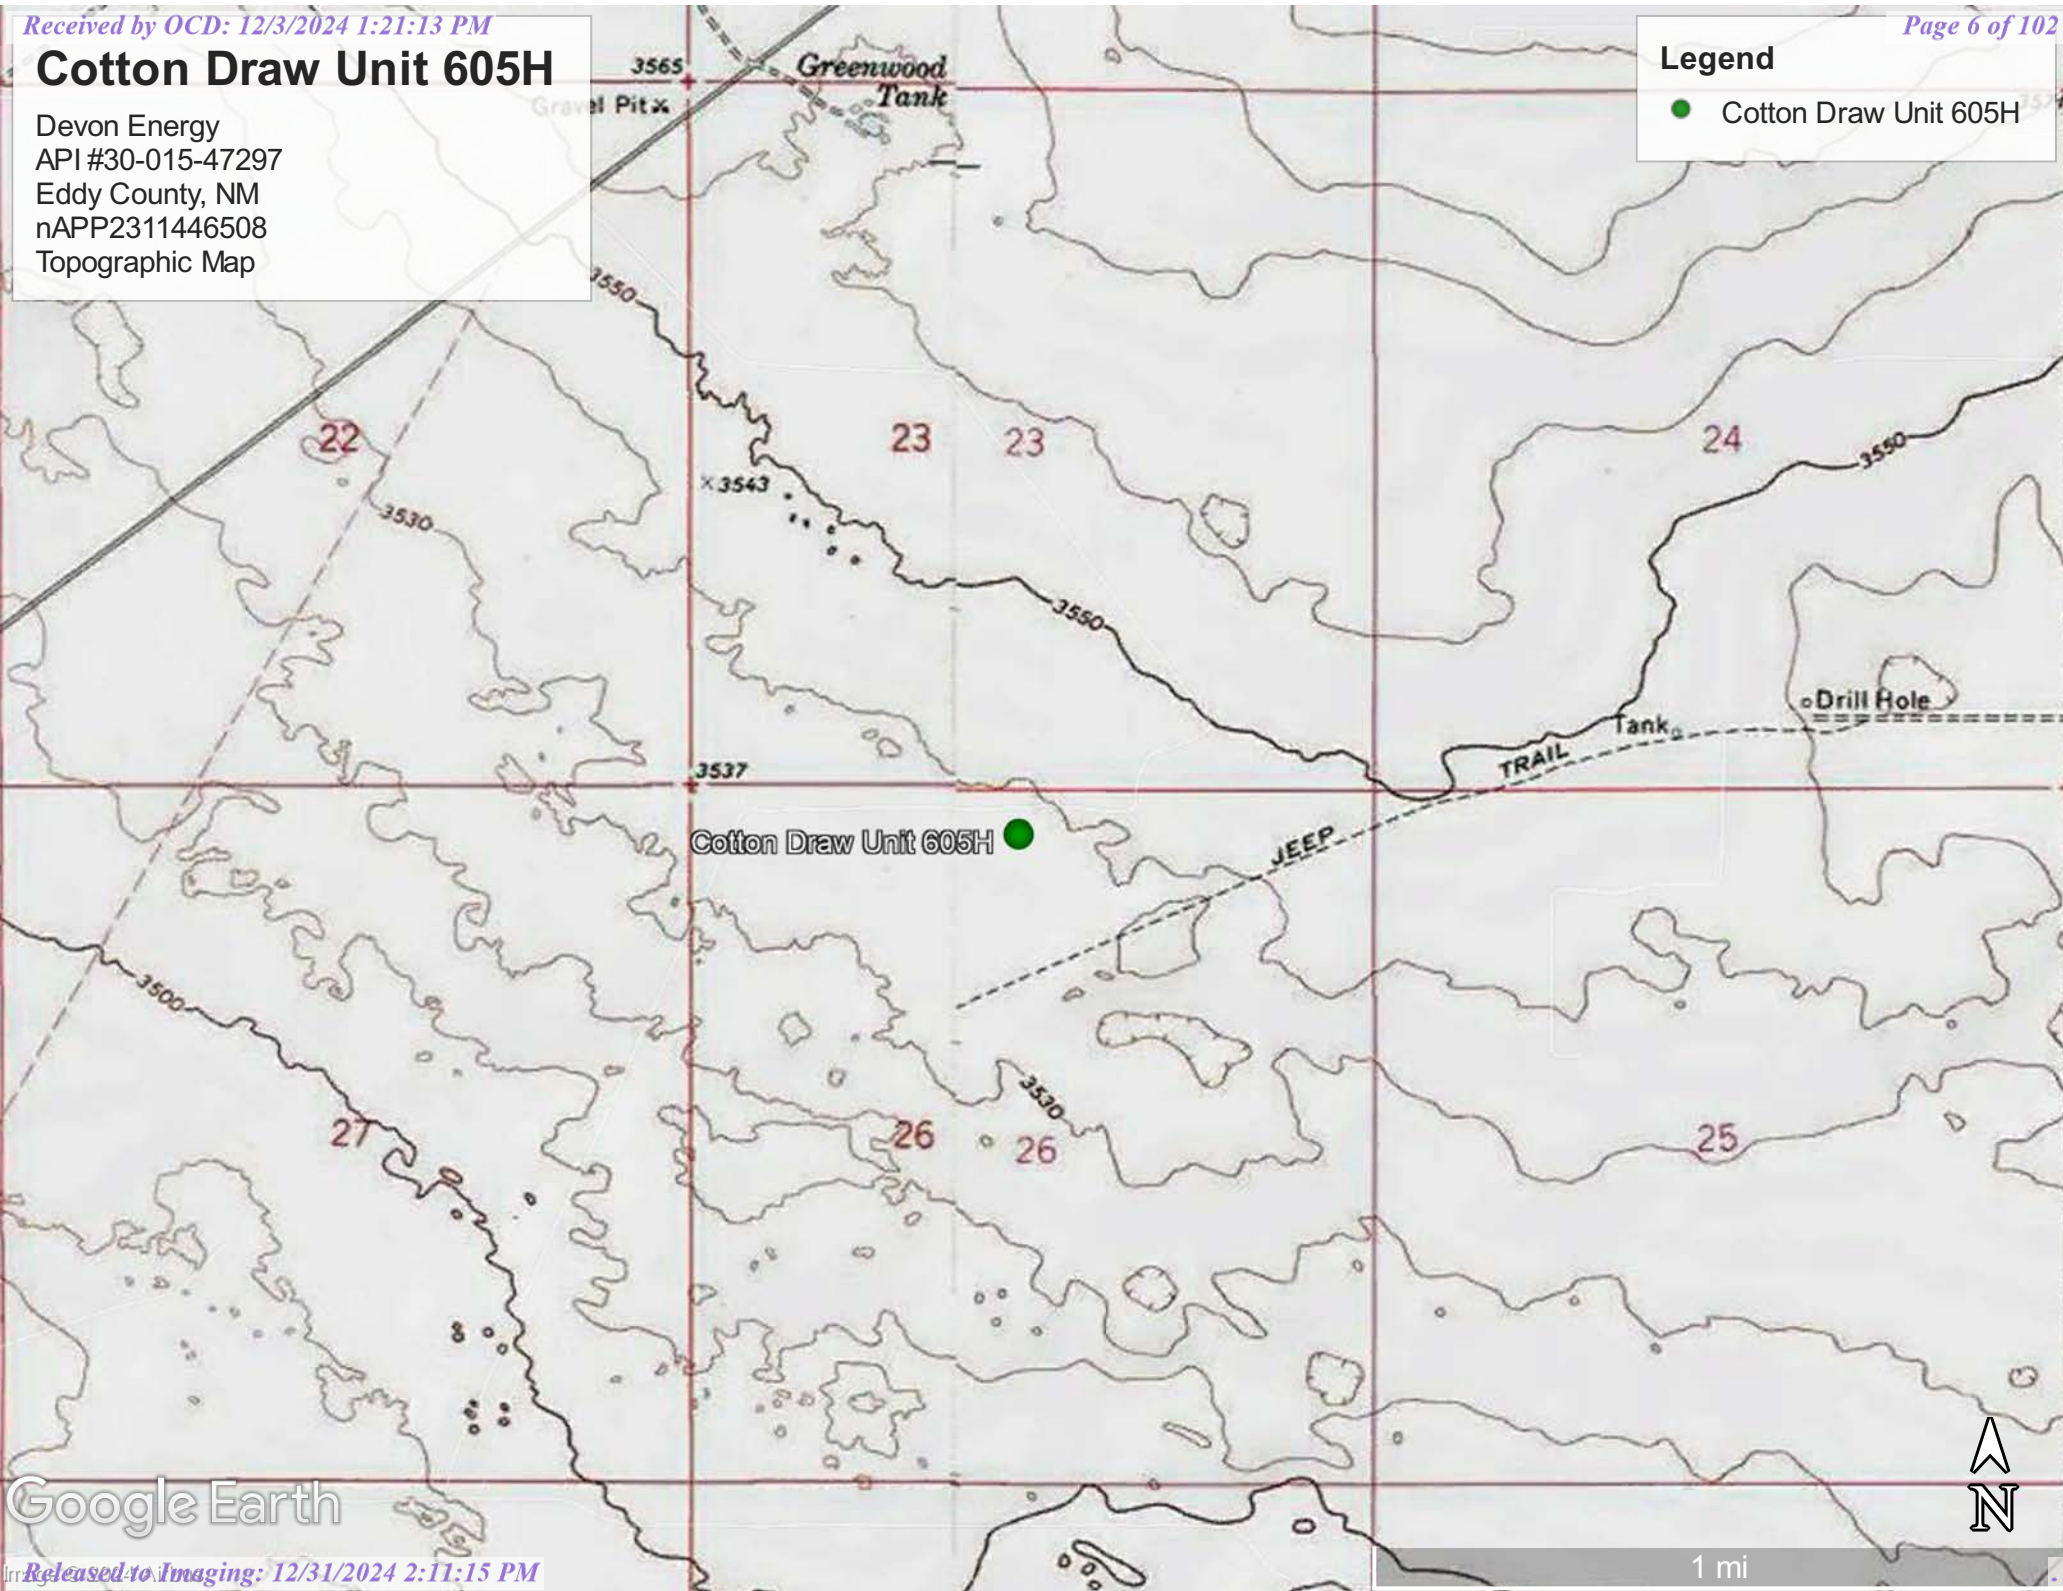 Received by OCD: 12/3/2024 1:21:13 PM
Page 6 of 102
Cotton Draw Unit 605H
Devon Energy
API #30-015-47297
Eddy County, NM
nAPP2311446508
Topographic Map
Legend
Cotton Draw Unit 605H
3565
Greenwood
Tank
Gravel Pit
3550
22
23
23
24
3550
3543
3530
3550
Drill Hole
Tank
TRAIL
3537
Cotton Draw Unit 605H
JEEP
3500
3530
27
26
26
25
N
Google Earth
1 mi
Released to Imaging: 12/31/2024 2:11:15 PM